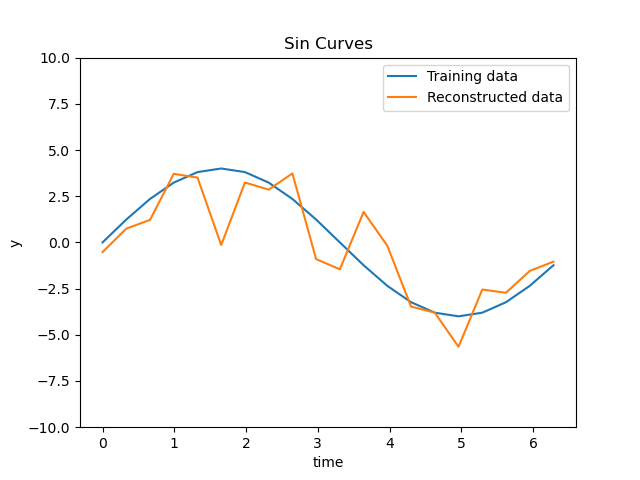 Sin Curves
Training data
Reconstructed data
10.0
7.5
5.0
2.5
0.0
−2.5
−5.0
−7.5
−10.0
y
0 1 2 3 4 5 6
time